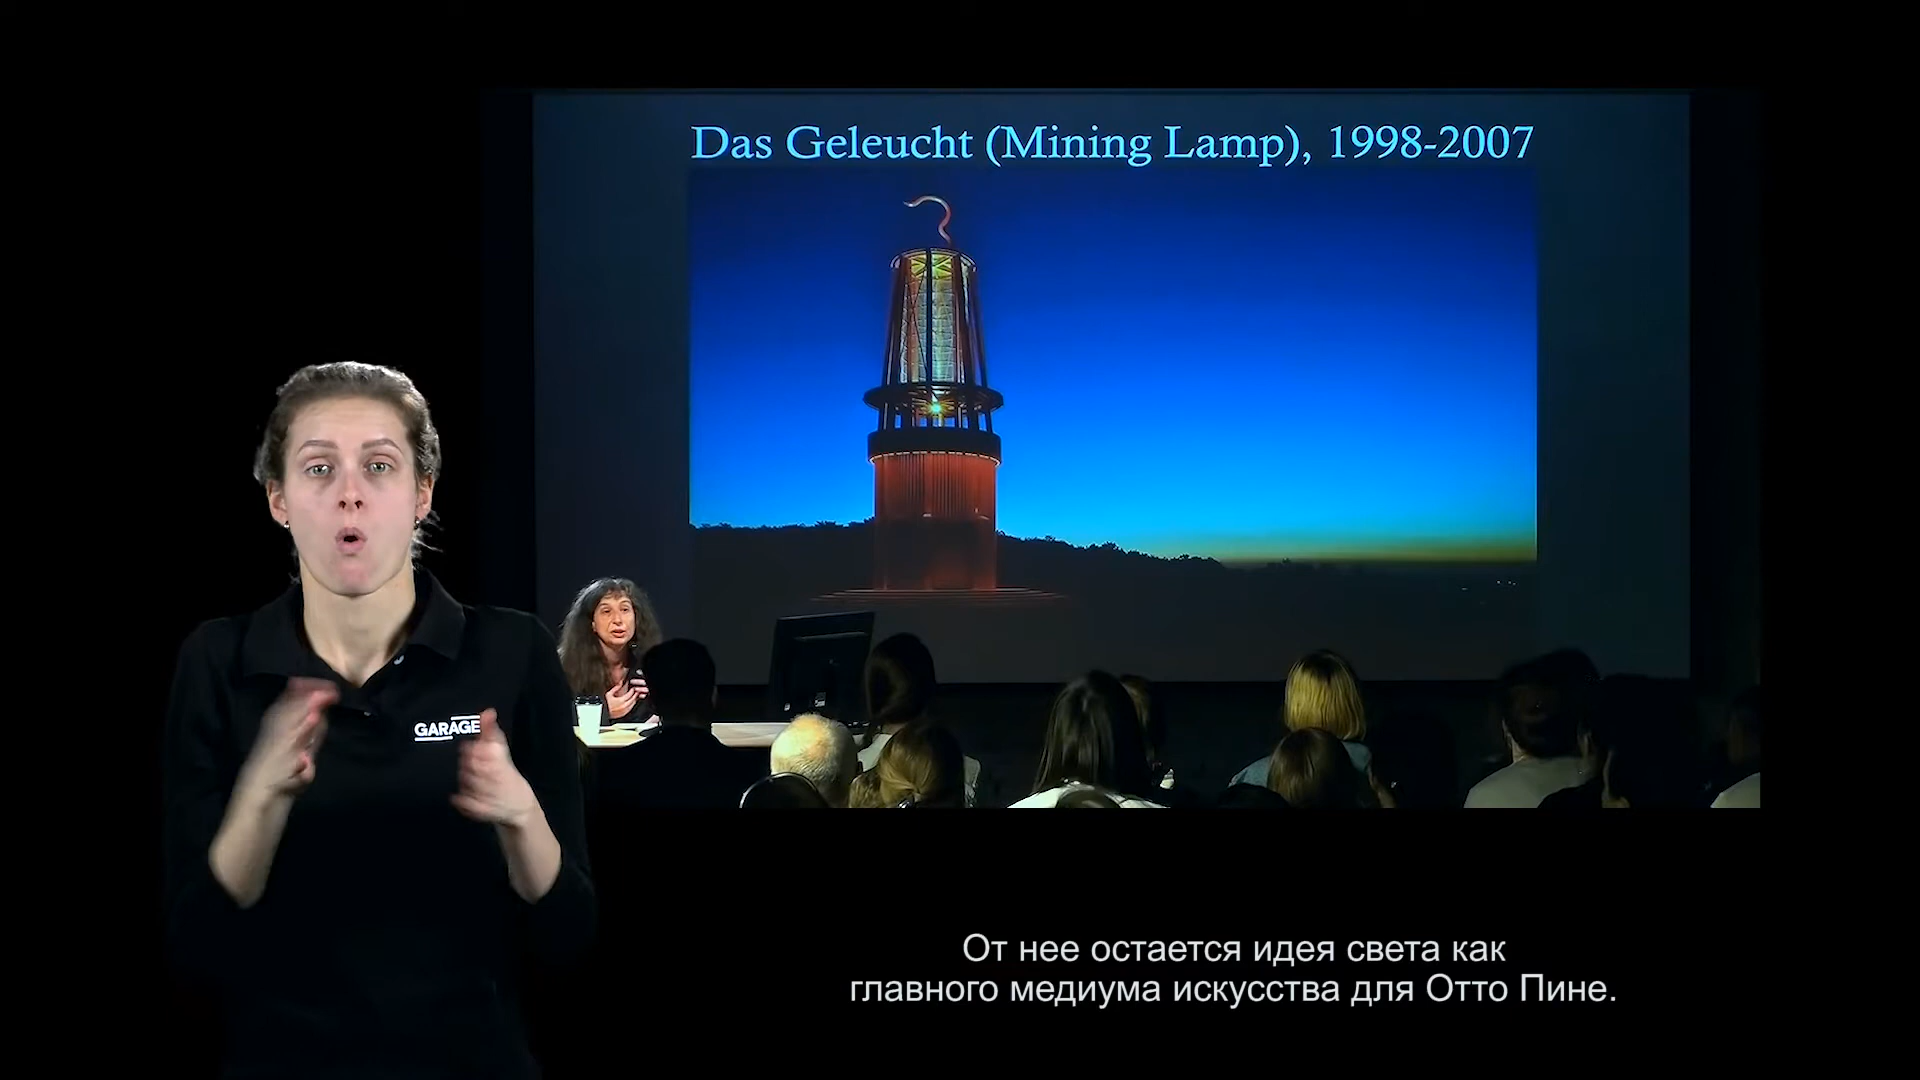 Das Geleucht (Mining Lamp), 1998-2007
GARAGE
От нее остается идея света как
главного медиума искусства для Отто Пине.